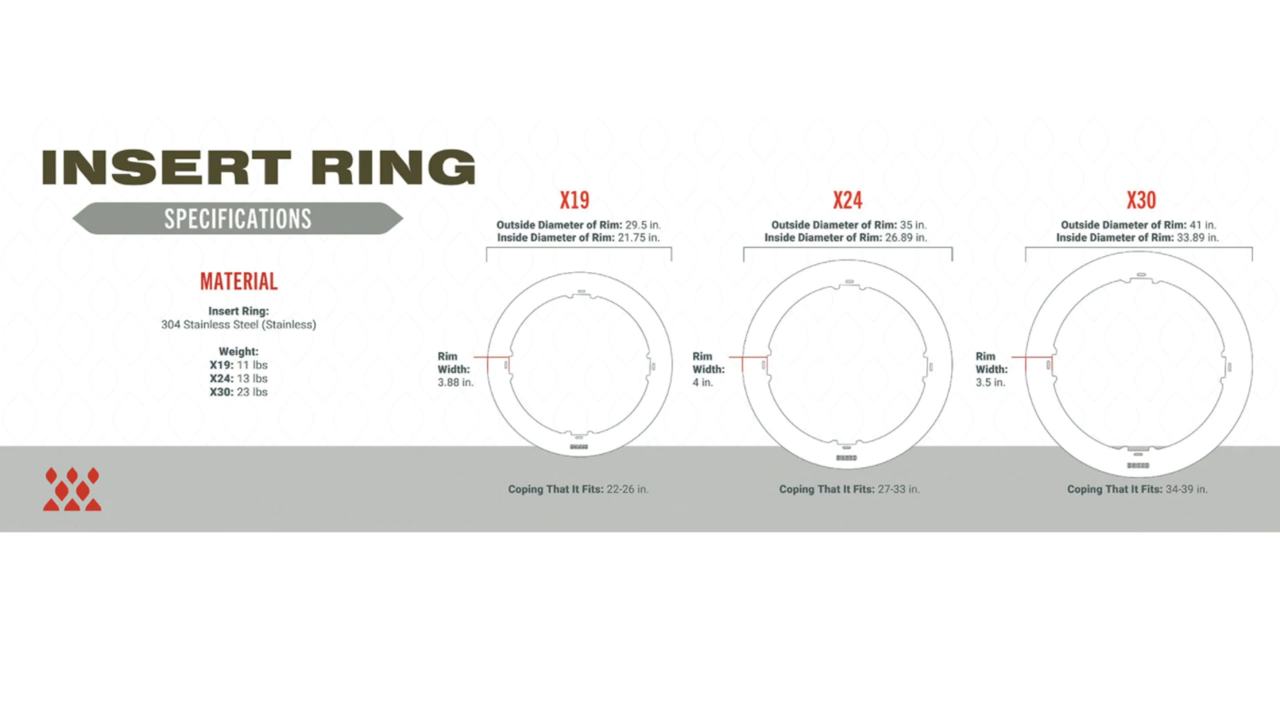 INSERT RING
SPECIFICATIONS
MATERIAL
Insert Ring:
304 Stainless Steel (Stainless)
Weight:
X19: 11 lbs
X24: 13 lbs
X30: 23 lbs
X19
Outside Diameter of Rim: 29.5 in.
Inside Diameter of Rim: 21.75 in.
Rim
Width:
3.88 in.
Coping That It Fits: 22-26 in.
X24
Outside Diameter of Rim: 35 in.
Inside Diameter of Rim: 26.89 in.
Rim
Width:
4 in.
Coping That It Fits: 27-33 in.
X30
Outside Diameter of Rim: 41 in.
Inside Diameter of Rim: 33.89 in.
Rim
Width:
3.5 in.
Coping That It Fits: 34-39 in.